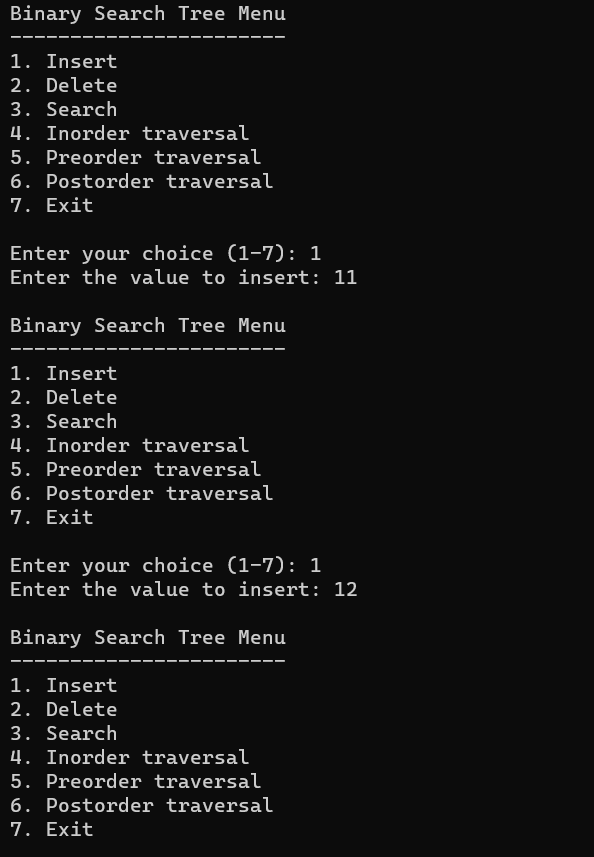 Binary Search Tree Menu
-----------------------
1. Insert
2. Delete
3. Search
4. Inorder traversal
5. Preorder traversal
6. Postorder traversal
7. Exit
Enter your choice (1-7): 1
Enter the value to insert: 11
Binary Search Tree Menu
-----------------------
1. Insert
2. Delete
3. Search
4. Inorder traversal
5. Preorder traversal
6. Postorder traversal
7. Exit
Enter your choice (1-7): 1
Enter the value to insert: 12
Binary Search Tree Menu
-----------------------
1. Insert
2. Delete
3. Search
4. Inorder traversal
5. Preorder traversal
6. Postorder traversal
7. Exit